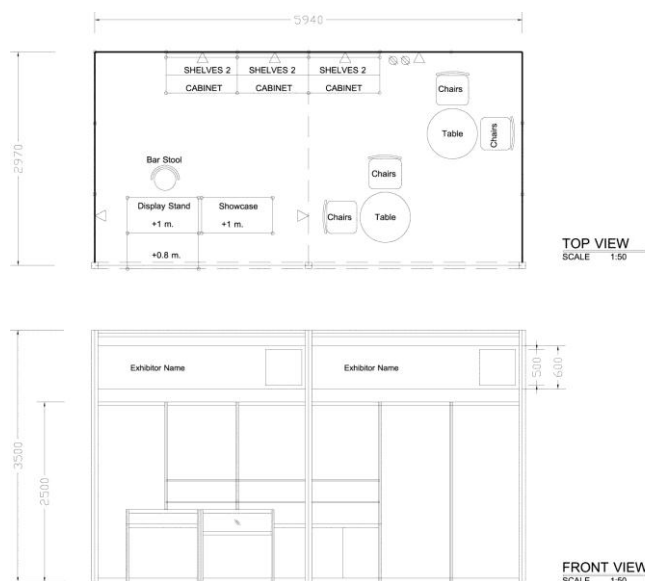 5940
SHELVES 2 SHELVES 2 SHELVES 2
CABINET CABINET CABINET
Chairs
Table
Chairs
2970
Bar Stool
Chairs
Display Stand
+1 m.
Showcase
+1 m.
Chairs
Table
+0.8 m.
TOP VIEW
SCALE 1:50
Exhibitor Name
Exhibitor Name
500
600
3500
2500
FRONT VIEW
SCALE 1:50